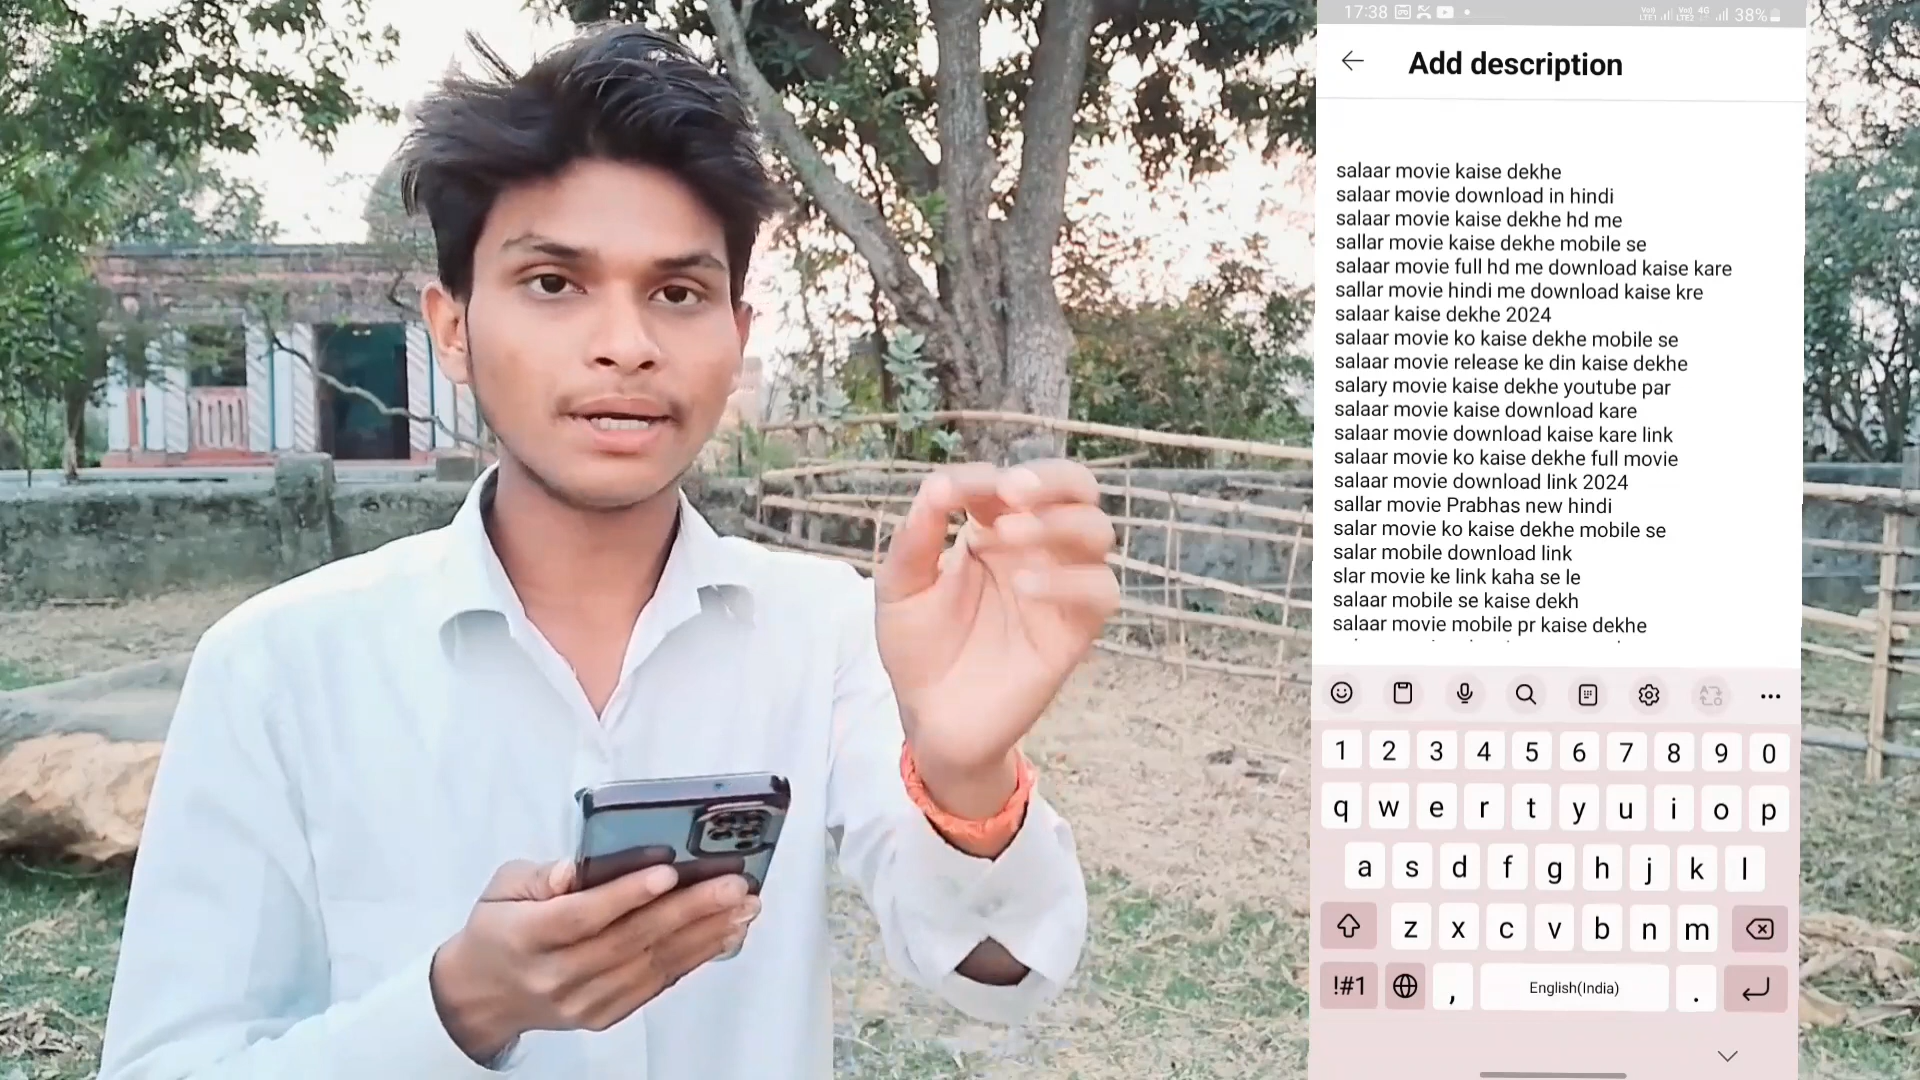 17:38
38%
Add description
salaar movie kaise dekhe
salaar movie download in hindi
salaar movie kaise dekhe hd me
sallar movie kaise dekhe mobile se
salaar movie full hd me download kaise kare
sallar movie hindi me download kaise kre
salaar kaise dekhe 2024
salaar movie ko kaise dekhe mobile se
salaar movie release ke din kaise dekhe
salary movie kaise dekhe youtube par
salaar movie kaise download kare
salaar movie download kaise kare link
salaar movie ko kaise dekhe full movie
salaar movie download link 2024
sallar movie Prabhas new hindi
salar movie ko kaise dekhe mobile se
salar mobile download link
slar movie ke link kaha se le
salaar mobile se kaise dekh
salaar movie mobile pr kaise dekhe
1 2 3 4 5 6 7 8 9 0
q w e r t y u i o p
a s d f g h j k l
z x c v b n m
!#1 , English(India) .